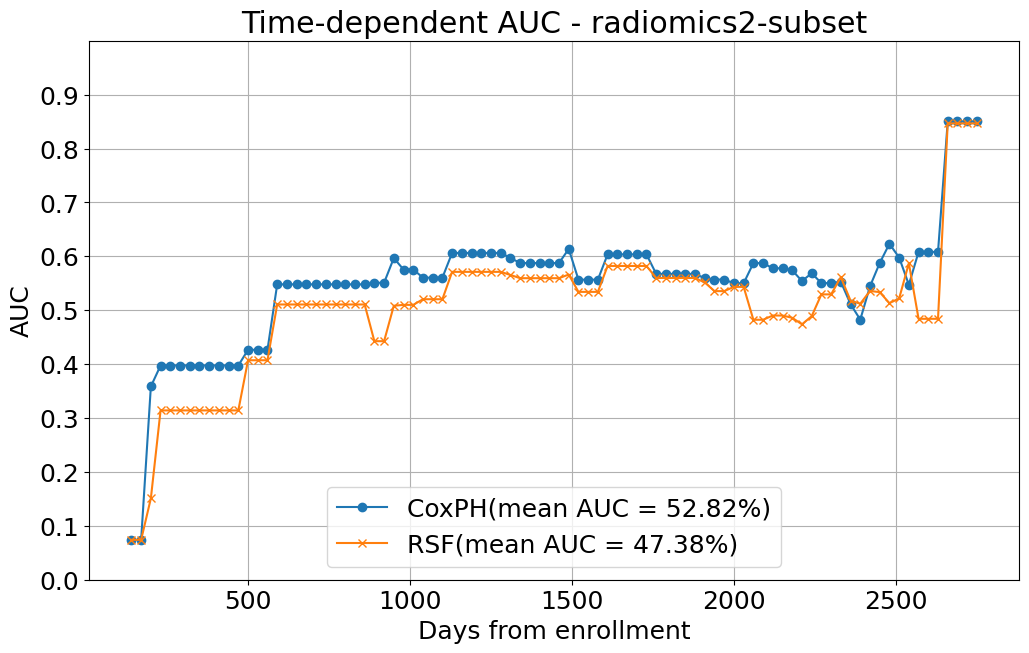 Time-dependent AUC - radiomics2-subset
AUC
0.9
0.8
0.7
0.6
0.5
0.4
0.3
0.2
0.1
0.0
CoxPH(mean AUC = 52.82%)
RSF(mean AUC = 47.38%)
500 1000 1500 2000 2500
Days from enrollment